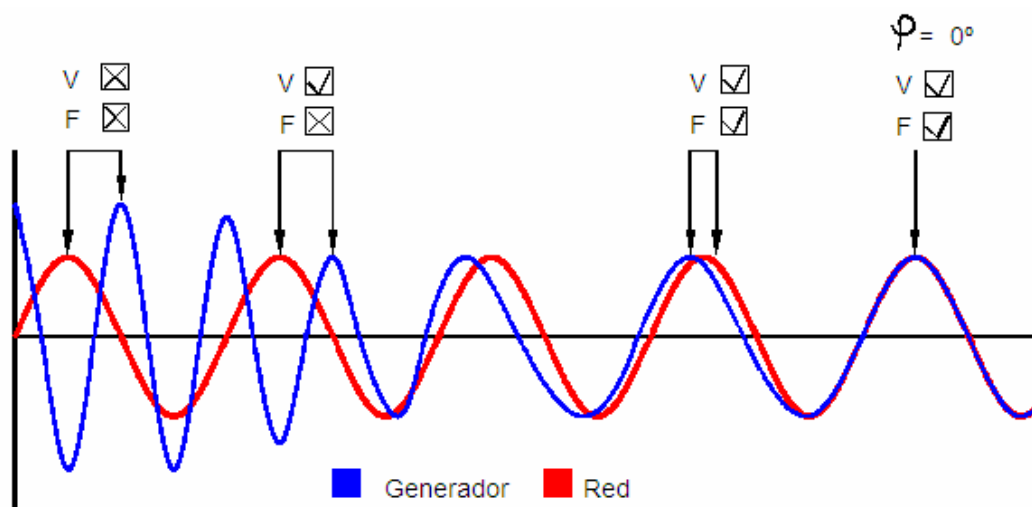 φ = 0º
V V V V
F F F F
Generador Red